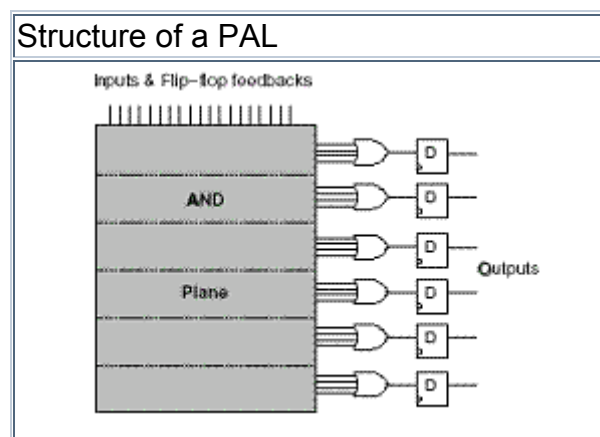 Structure of a PAL
Inputs & Flip-flop feedbacks
AND
Plane
D
D
D
D
D
D
Outputs